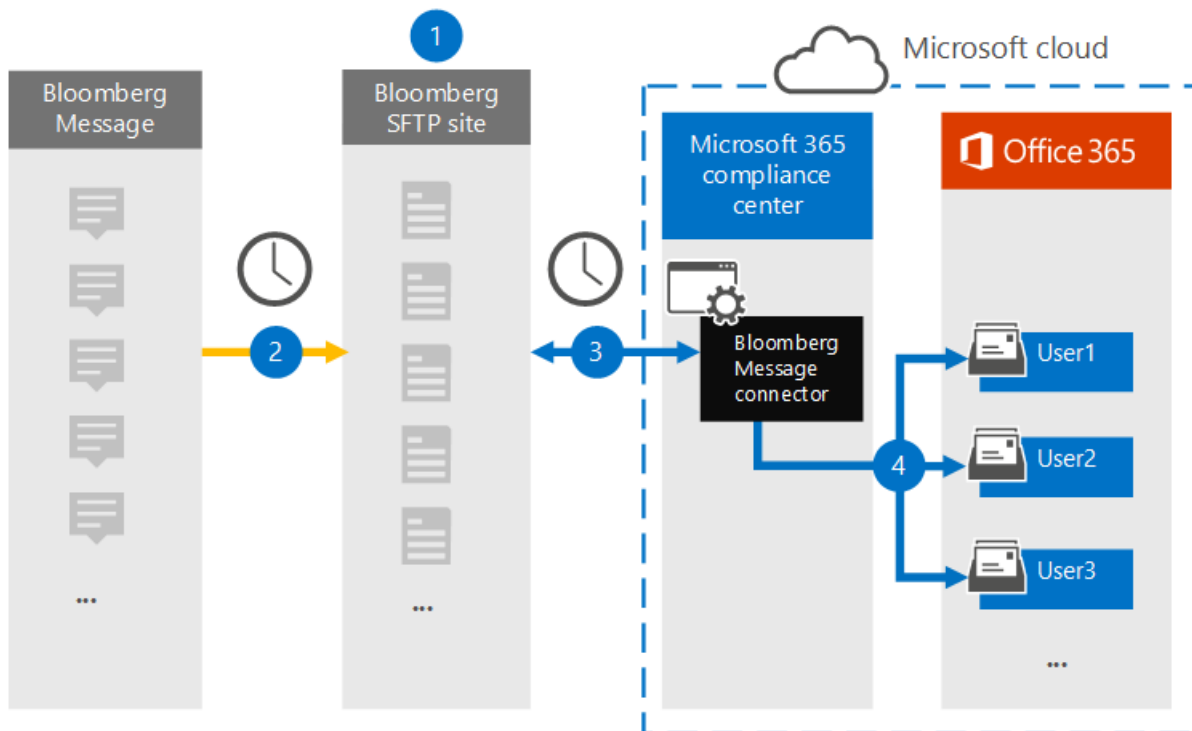 1
Microsoft cloud
Bloomberg
Message
Bloomberg
SFTP site
Microsoft 365
compliance
center
Office 365
2
3
Bloomberg
Message
connector
4
User1
User2
User3
...
...
...